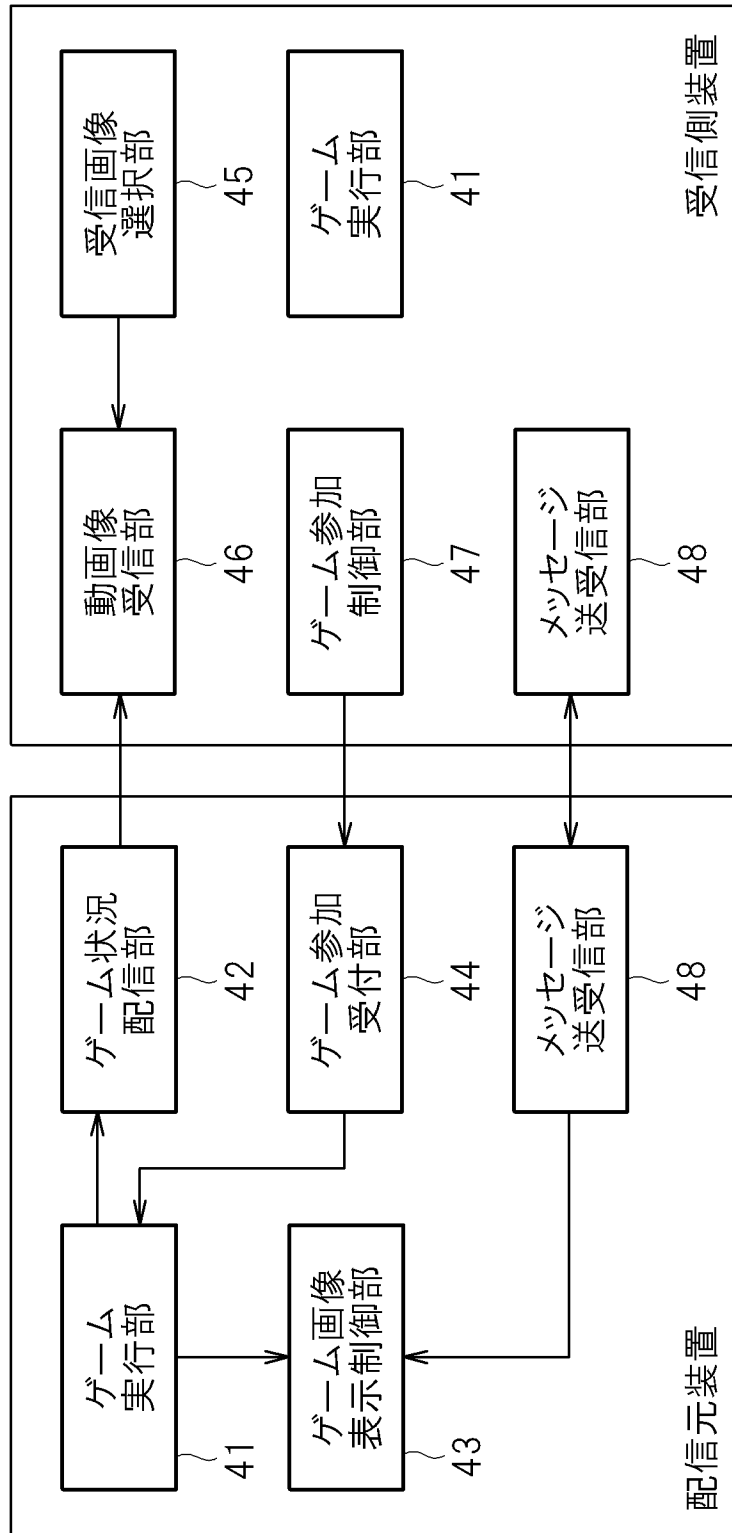 ゲーム
実行部
41
ゲーム状況
配信部
42
ゲーム画像
表示制御部
43
ゲーム参加
受付部
44
メッセージ
送受信部
48
配信元装置
動画像
受信部
46
受信画像
選択部
45
ゲーム参加
制御部
47
ゲーム
実行部
41
メッセージ
送受信部
48
受信側装置